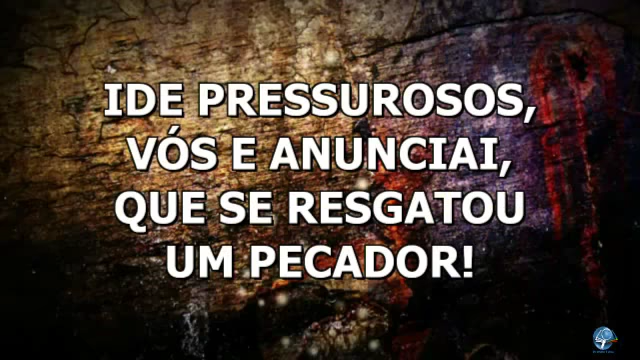 IDE PRESSUROSOS,
VÓS E ANUNCIAI,
QUE SE RESGATOU
UM PECADOR!